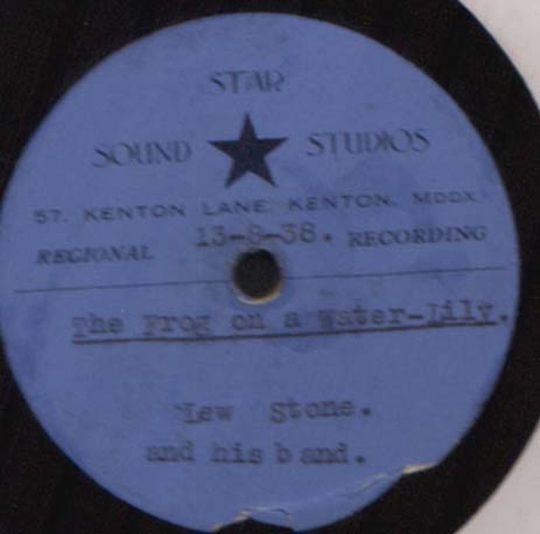 STAR
SOUND STUDIOS
57. KENTON LANE, KENTON, MDDX.
REGIONAL 13-8-38. RECORDING
The Frog on a Water-Lily.
Lew Stone.
and his band.